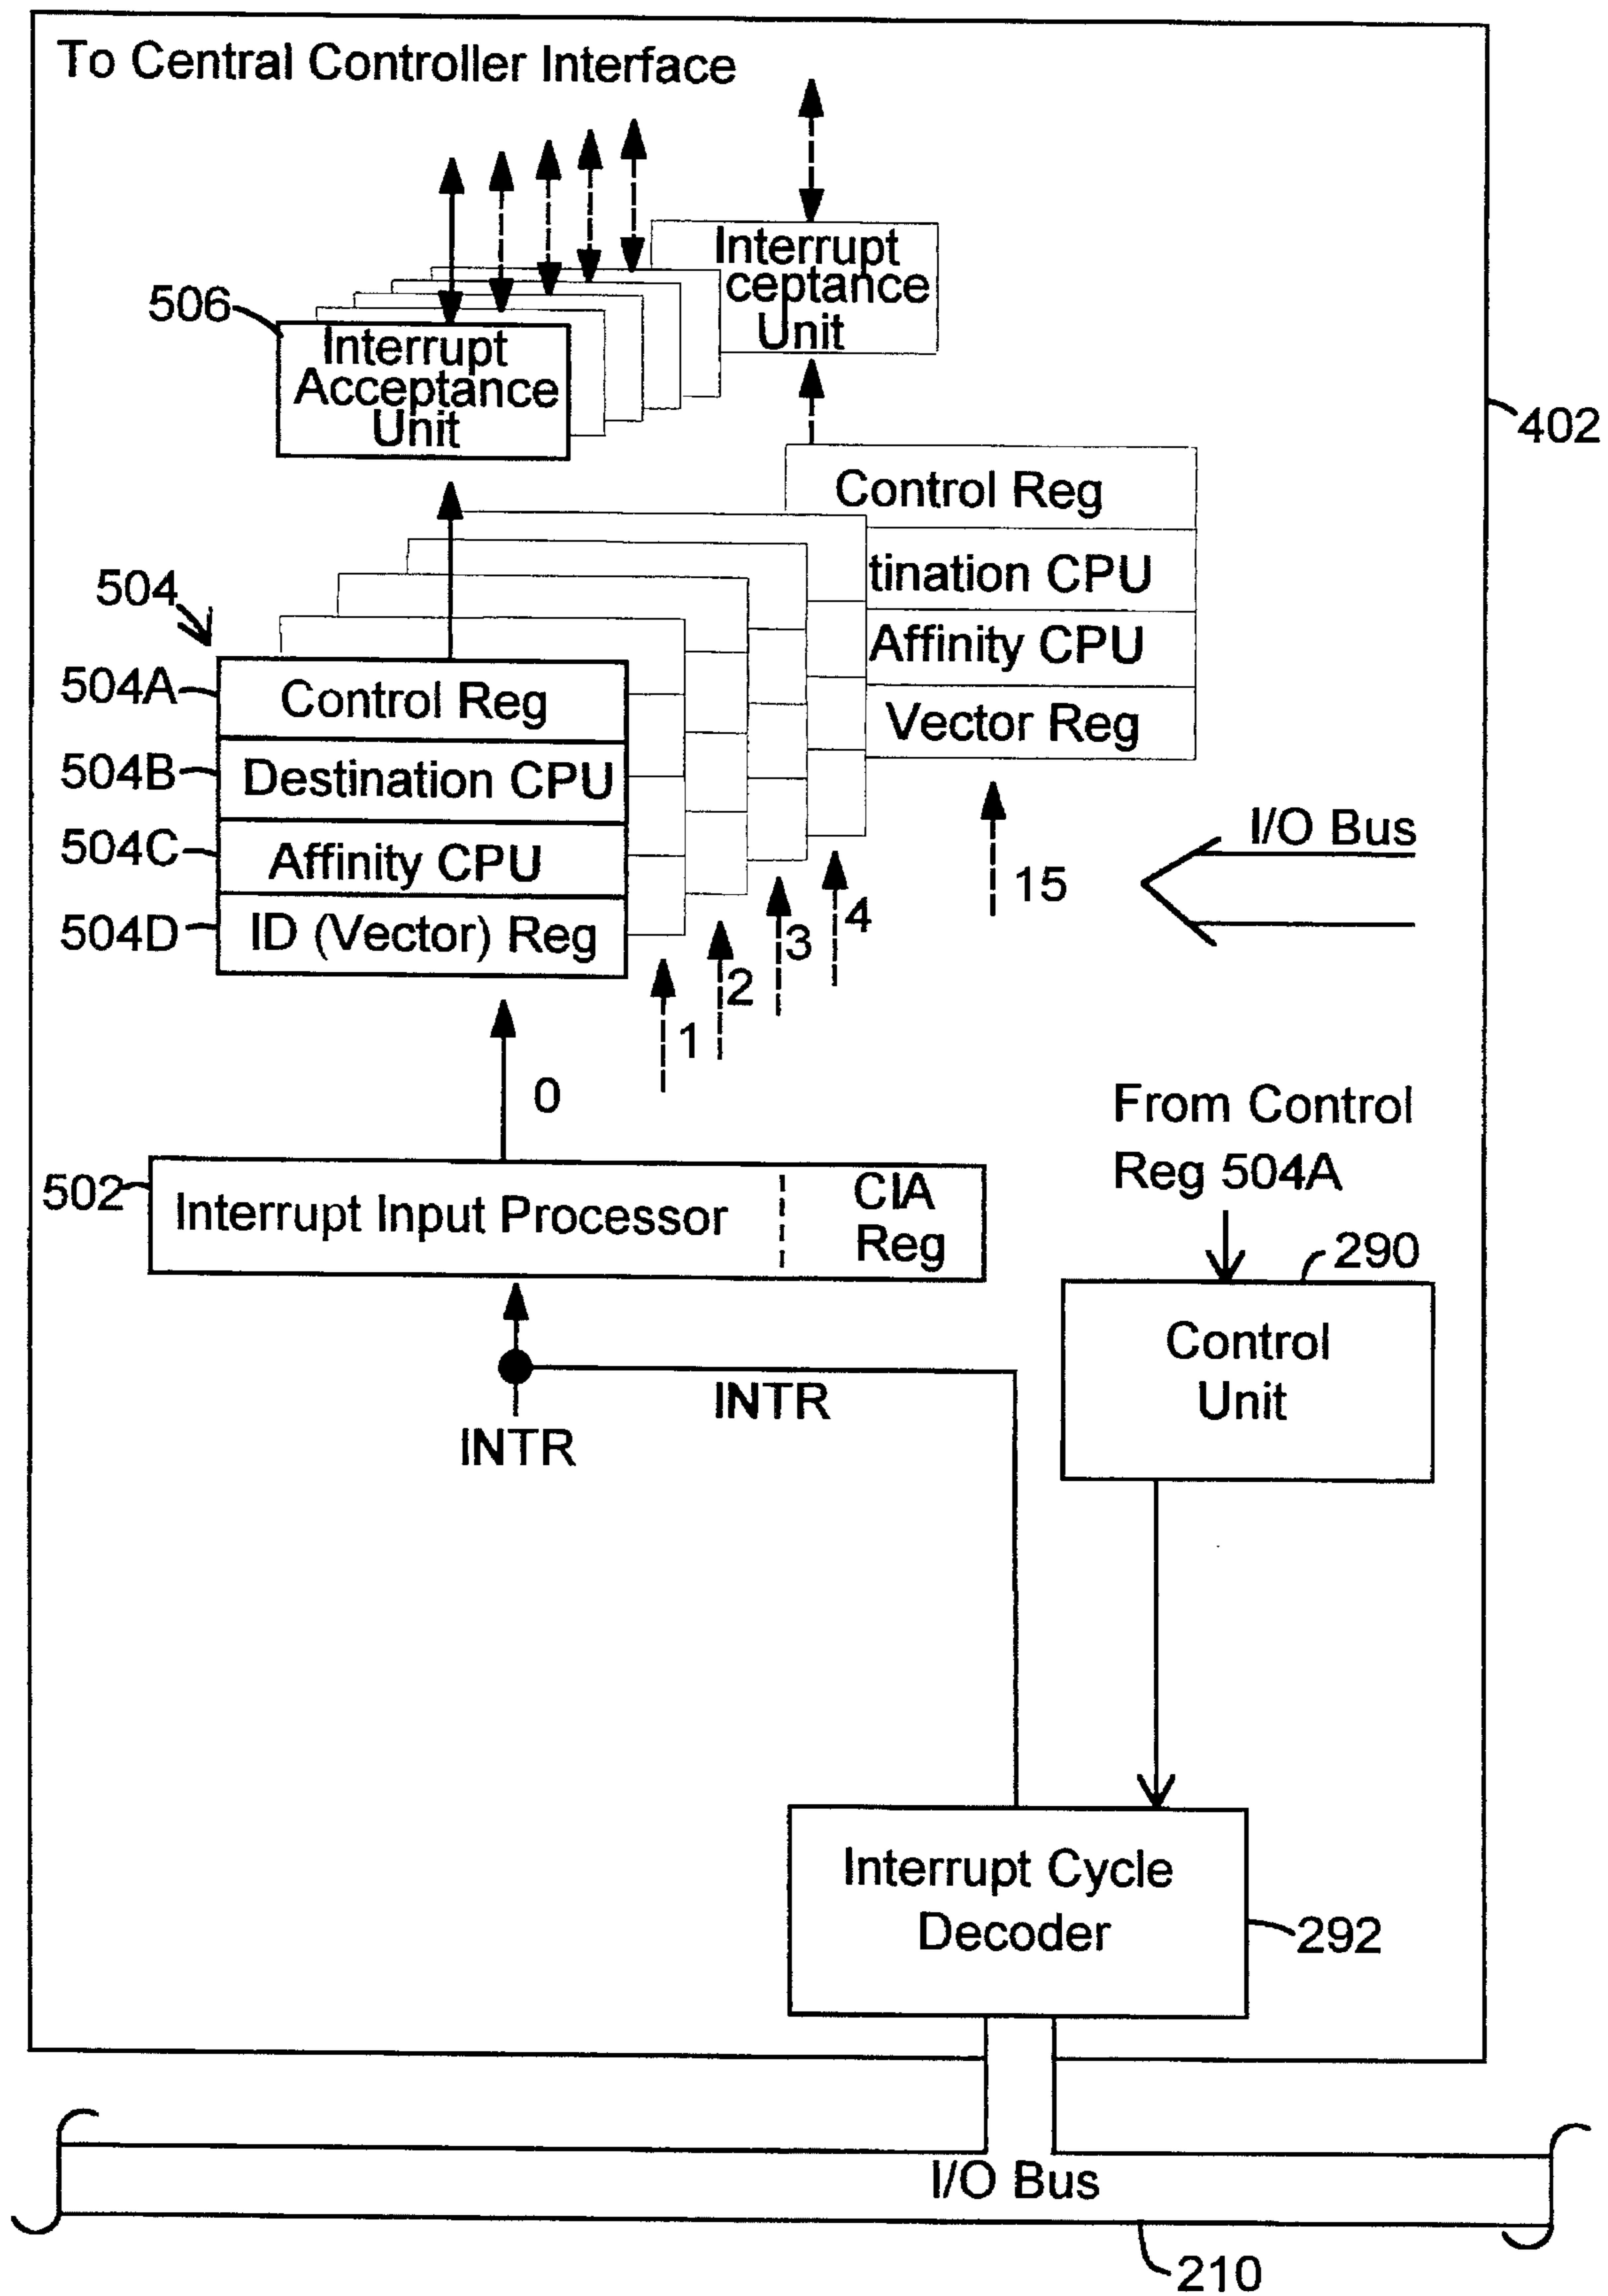 To Central Controller Interface
Interrupt
ceptance
Unit
506
Interrupt
Acceptance
Unit
402
Control Reg
tination CPU
Affinity CPU
Vector Reg
504
504A
Control Reg
504B
Destination CPU
504C
Affinity CPU
504D
ID (Vector) Reg
I/O Bus
15
4
3
2
1
0
From Control
Reg 504A
502
Interrupt Input Processor
CIA
Reg
290
Control
Unit
INTR
INTR
Interrupt Cycle
Decoder
292
I/O Bus
210